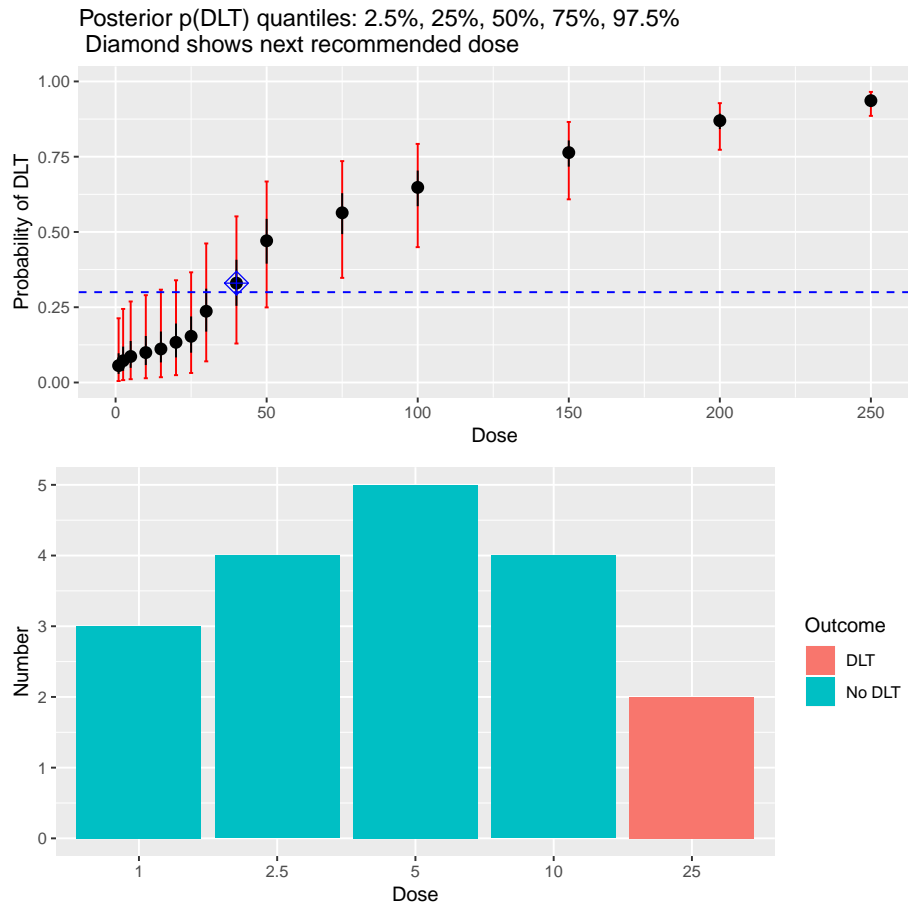 Posterior p(DLT) quantiles: 2.5%, 25%, 50%, 75%, 97.5%
Diamond shows next recommended dose
1.00
0.75
0.50
0.25
0.00
Probability of DLT
0 50 100 150 200 250
Dose
5
4
3
2
1
0
Number
1 2.5 5 10 25
Dose
Outcome
DLT
No DLT